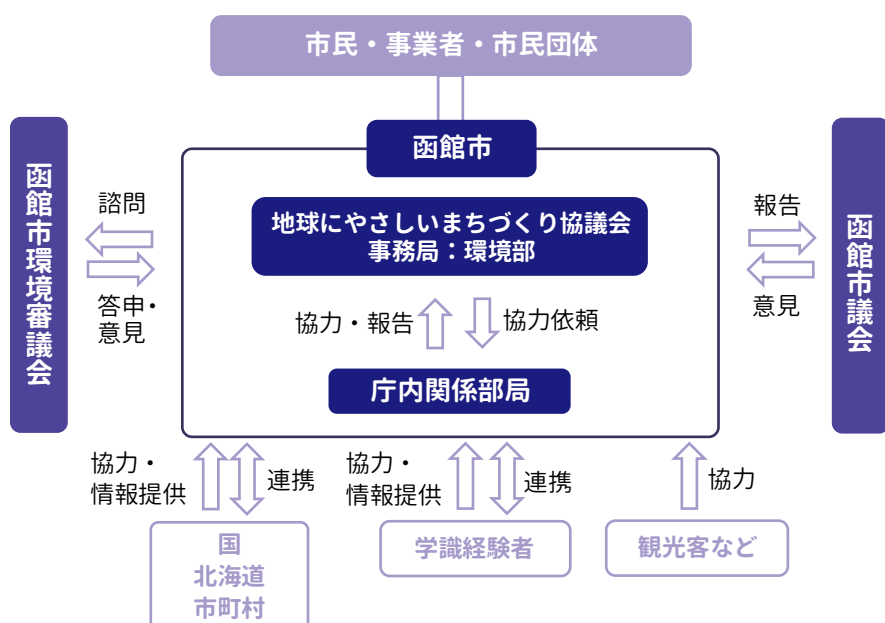 市民・事業者・市民団体
函館市
函館市環境審議会
諮問
答申・
意見
地球にやさしいまちづくり協議会
事務局：環境部
協力・報告
協力依頼
庁内関係部局
報告
意見
函館市議会
協力・
情報提供
連携
協力・
情報提供
連携
協力
国
北海道
市町村
学識経験者
観光客など